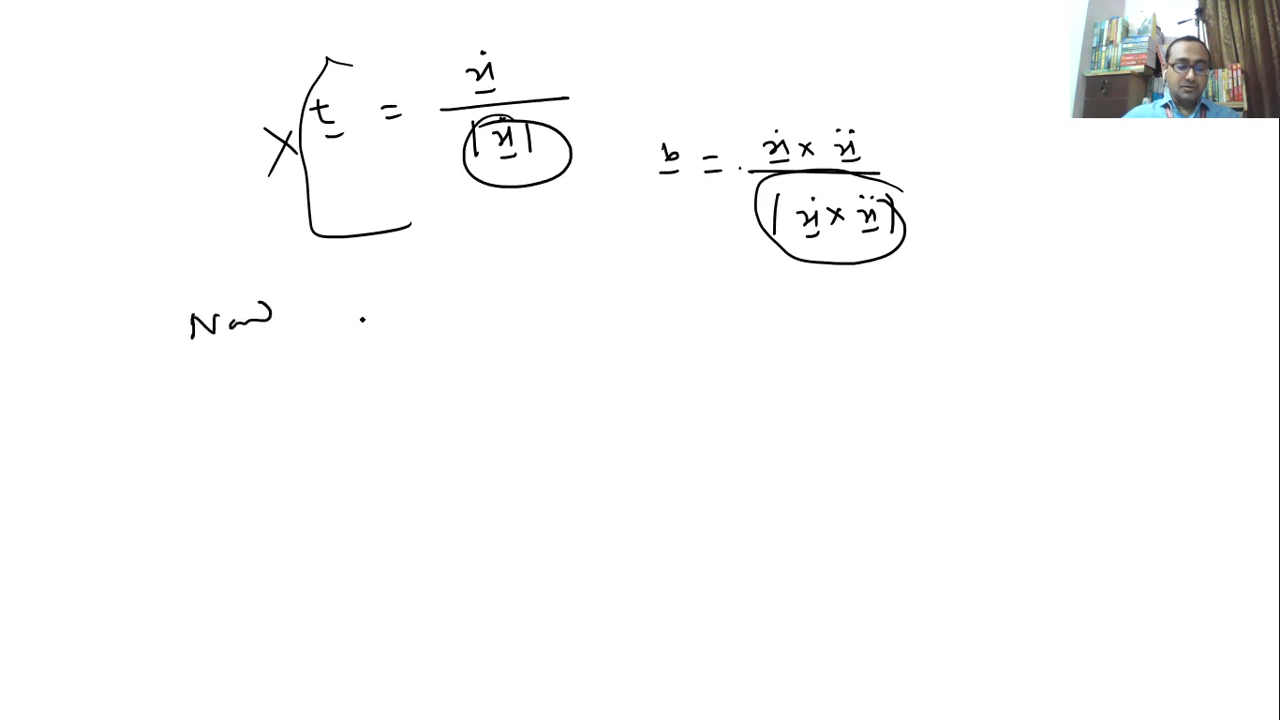 t = ẋ / |ẋ|
b = ẋ × ẍ / |ẋ × ẍ|
Now